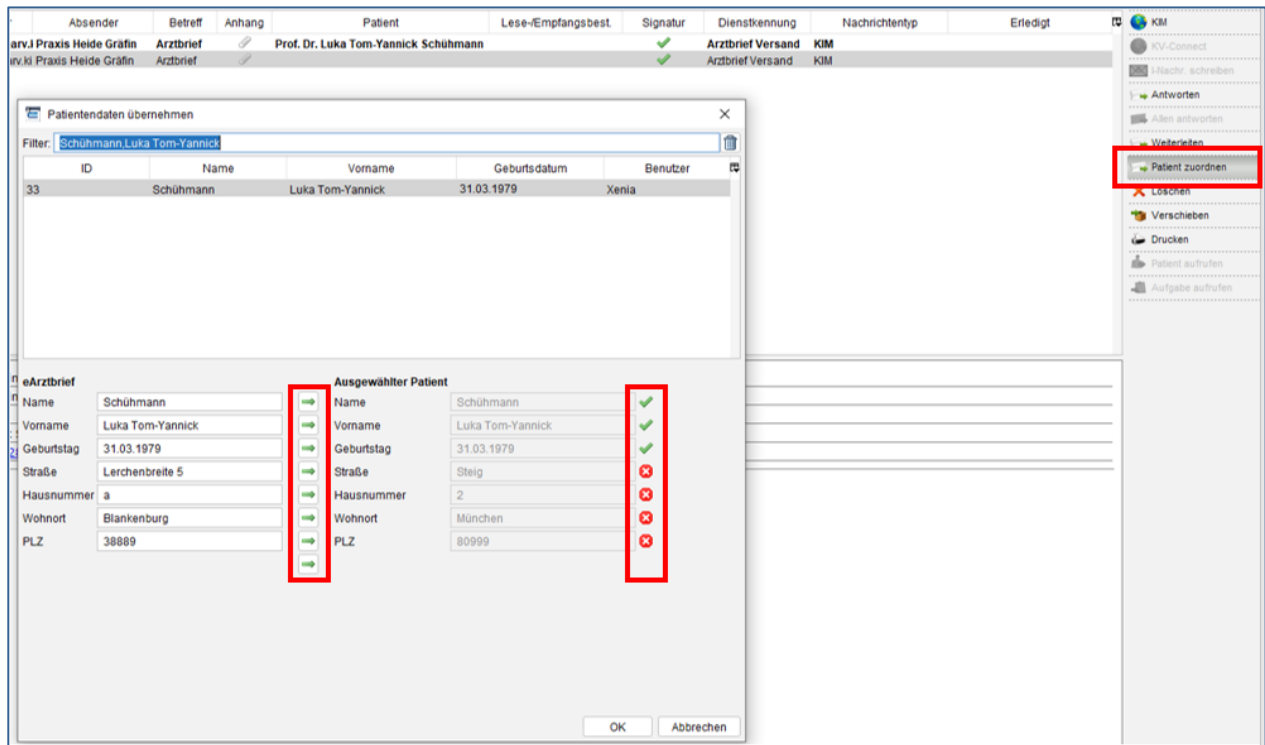 Absender Betreff Anhang Patient Lese-/Empfangsbest. Signatur Dienstkennung Nachrichtentyp Erledigt
arv.l Praxis Heide Gräfin Arztbrief Prof. Dr. Luka Tom-Yannick Schühmann Arztbrief Versand KIM
arv.ki Praxis Heide Gräfin Arztbrief Arztbrief Versand KIM
KIM
KV-Connect
I-Nachr. schreiben
Antworten
Allen antworten
Weiterleiten
Patient zuordnen
Löschen
Verschieben
Drucken
Patient aufrufen
Aufgabe aufrufen
Patientendaten übernehmen
Filter: Schühmann,Luka Tom-Yannick
ID Name Vorname Geburtsdatum Benutzer
33 Schühmann Luka Tom-Yannick 31.03.1979 Xenia
eArztbrief Ausgewählter Patient
Name Schühmann Name Schühmann
Vorname Luka Tom-Yannick Vorname Luka Tom-Yannick
Geburtstag 31.03.1979 Geburtstag 31.03.1979
Straße Lerchenbreite 5 Straße Steig
Hausnummer a Hausnummer 2
Wohnort Blankenburg Wohnort München
PLZ 38889 PLZ 80999
OK Abbrechen